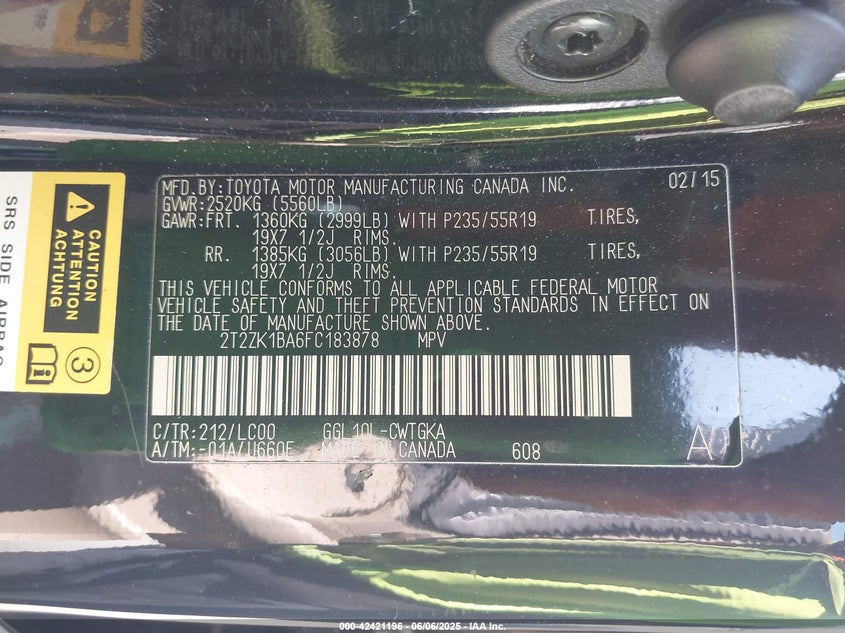 CAUTION
ACHTUNG
SRS SIDE AIRBAG
3
MFD.BY:TOYOTA MOTOR MANUFACTURING CANADA INC. 02/15
GVWR:2520KG (5560LB)
GAWR:FRT. 1360KG (2999LB) WITH P235/55R19 TIRES,
19X7 1/2J RIMS.
RR. 1385KG (3056LB) WITH P235/55R19 TIRES,
19X7 1/2J RIMS.
THIS VEHICLE CONFORMS TO ALL APPLICABLE FEDERAL MOTOR
VEHICLE SAFETY AND THEFT PREVENTION STANDARDS IN EFFECT ON
THE DATE OF MANUFACTURE SHOWN ABOVE.
2T2ZK1BA6FC183878 MPV
C/TR:212/LC00 GGL10L-CWTGKA
A/TM:-01A/U660E MADE IN CANADA 608 A
000-42421196 - 06/06/2025 - IAA Inc.